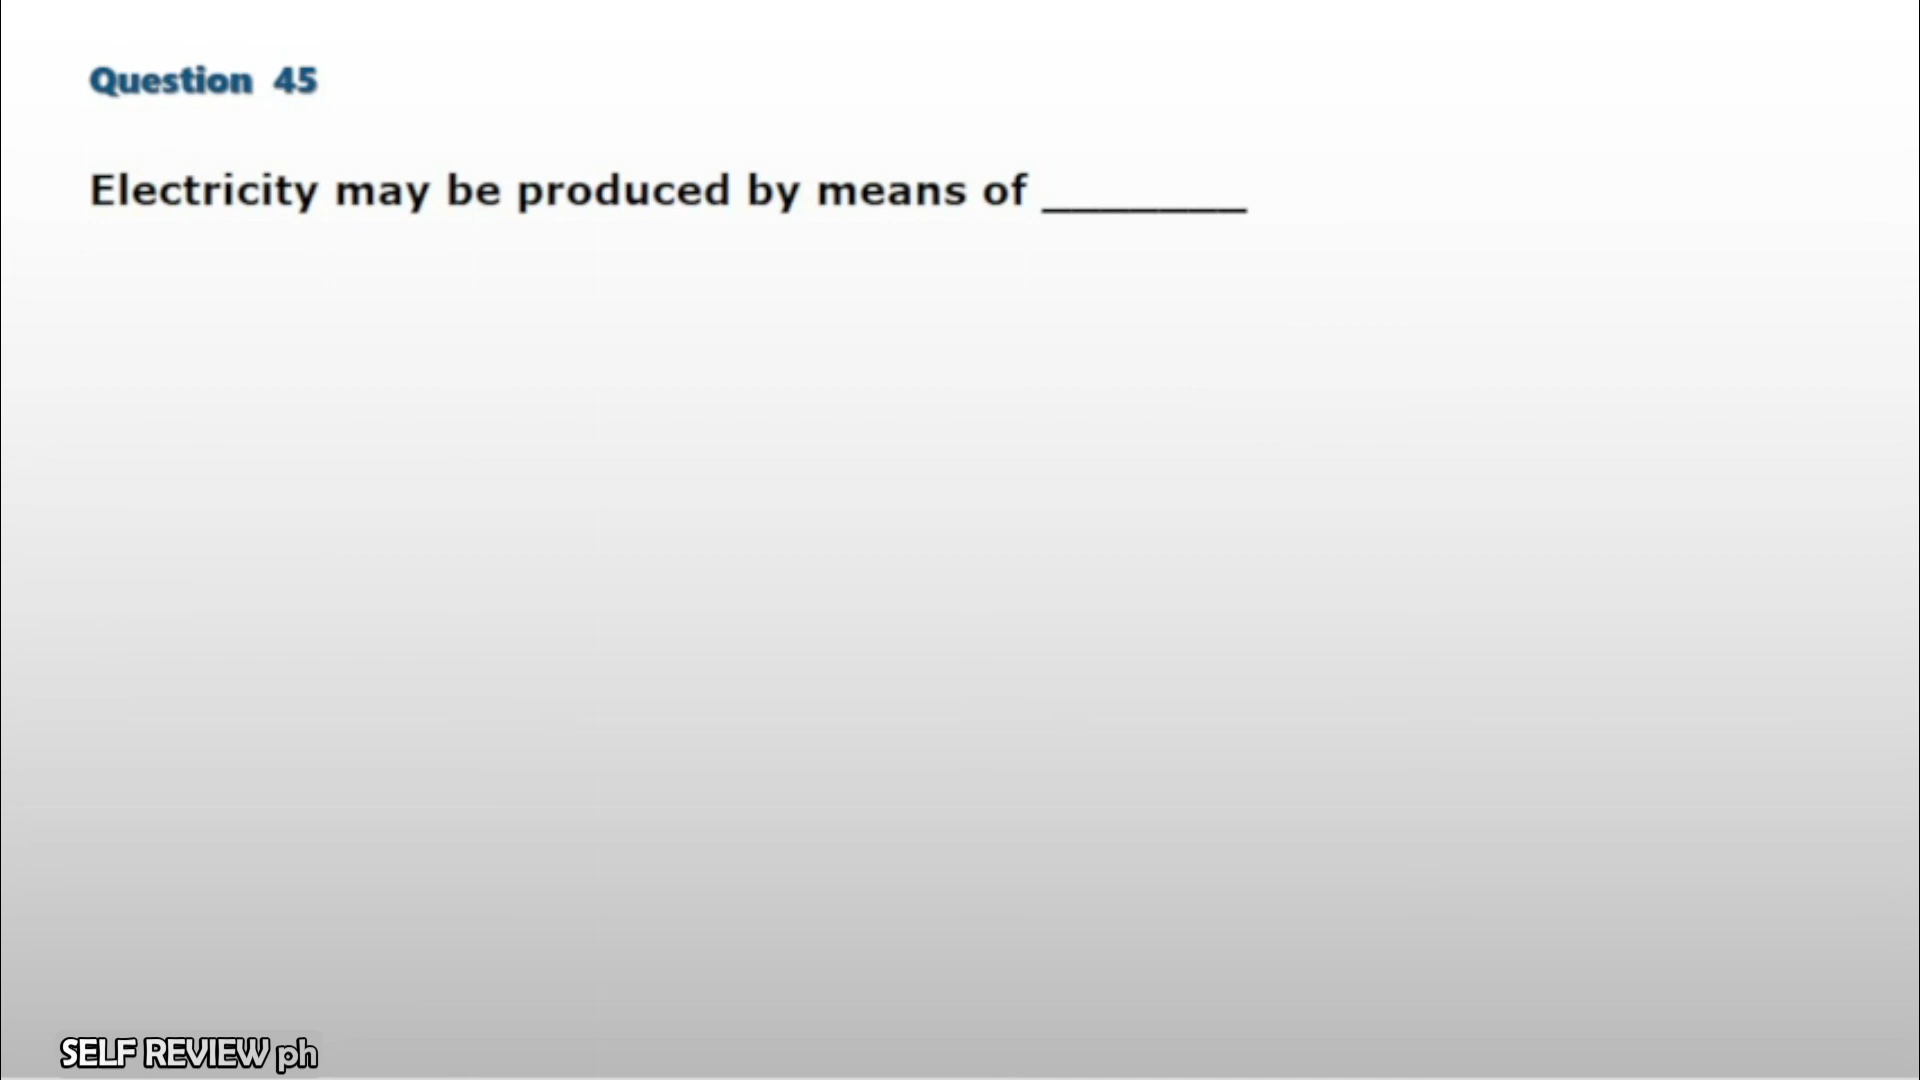 Question 45
Electricity may be produced by means of ________
SELF REVIEW ph